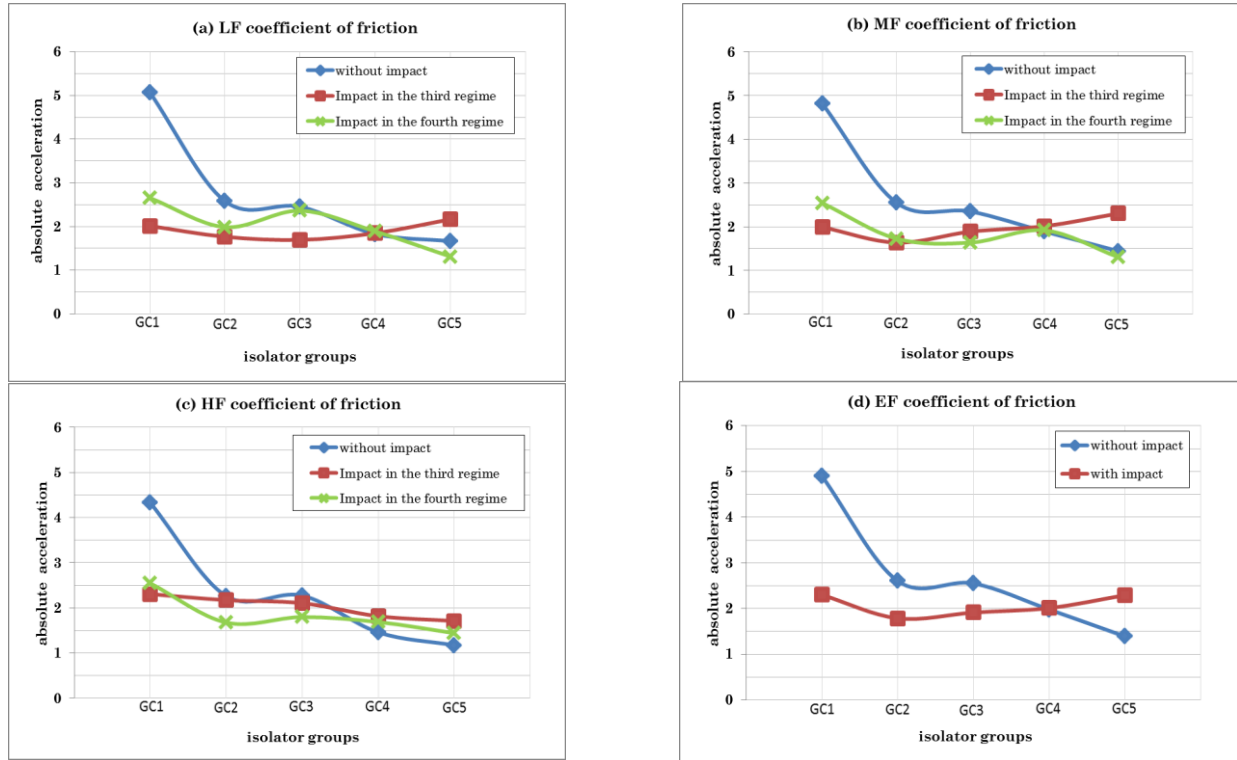 (a) LF coefficient of friction
6
5
4
3
2
1
0
absolute acceleration
without impact
Impact in the third regime
Impact in the fourth regime
GC1 GC2 GC3 GC4 GC5
isolator groups
(b) MF coefficient of friction
6
5
4
3
2
1
0
absolute acceleration
without impact
Impact in the third regime
Impact in the fourth regime
GC1 GC2 GC3 GC4 GC5
isolator groups
(c) HF coefficient of friction
6
5
4
3
2
1
0
absolute acceleration
without impact
Impact in the third regime
Impact in the fourth regime
GC1 GC2 GC3 GC4 GC5
isolator groups
(d) EF coefficient of friction
6
5
4
3
2
1
0
absolute acceleration
without impact
with impact
GC1 GC2 GC3 GC4 GC5
isolator groups